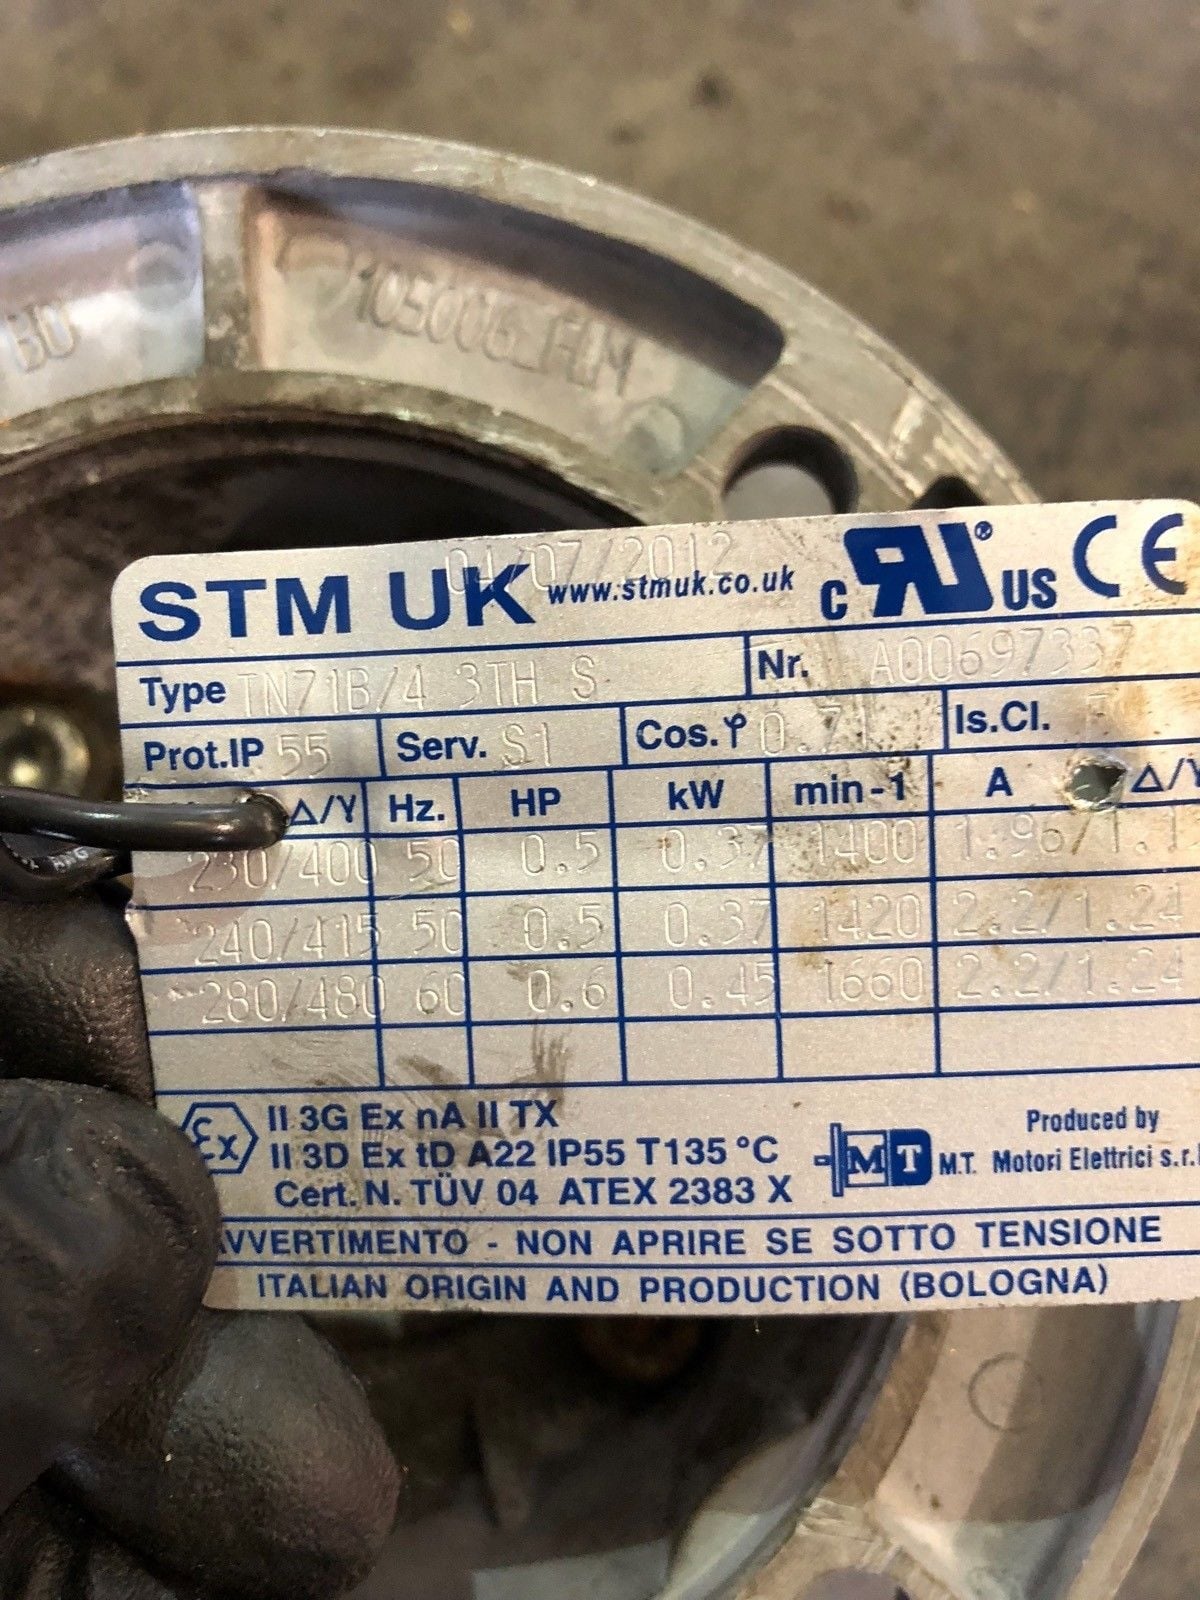 BD
04/07/2012
STM UK www.stmuk.co.uk c US CE
Type TN71B/4 3TH S Nr. A00697337
Prot.IP 55 Serv. S1 Cos.φ 0.71 Is.Cl. F
Δ/Y Hz. HP kW min-1 A Δ/Y
230/400 50 0.5 0.37 1400
240/415 50 0.5 0.37 1420 2.2/1.24
280/480 60 0.6 0.45 1660 2.2/1.24
Ex II 3G Ex nA II TX
II 3D Ex tD A22 IP55 T135 °C
Cert. N. TÜV 04 ATEX 2383 X
MT M.T. Motori Elettrici s.r.l
Produced by
AVVERTIMENTO - NON APRIRE SE SOTTO TENSIONE
ITALIAN ORIGIN AND PRODUCTION (BOLOGNA)